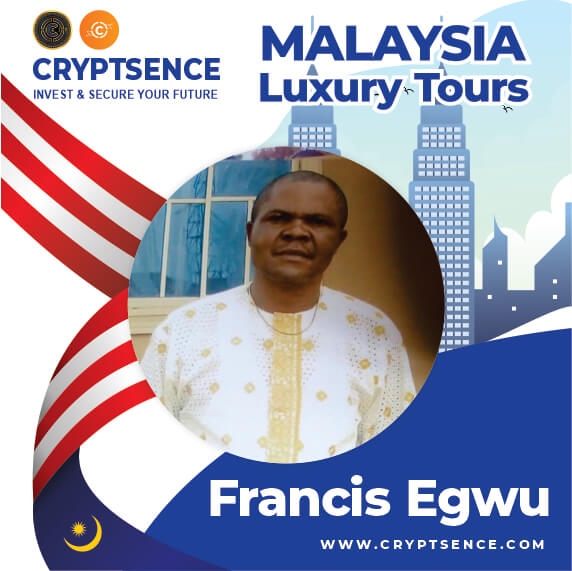 CRYPTSENCE
INVEST & SECURE YOUR FUTURE
MALAYSIA
Luxury Tours
Francis Egwu
WWW.CRYPTSENCE.COM